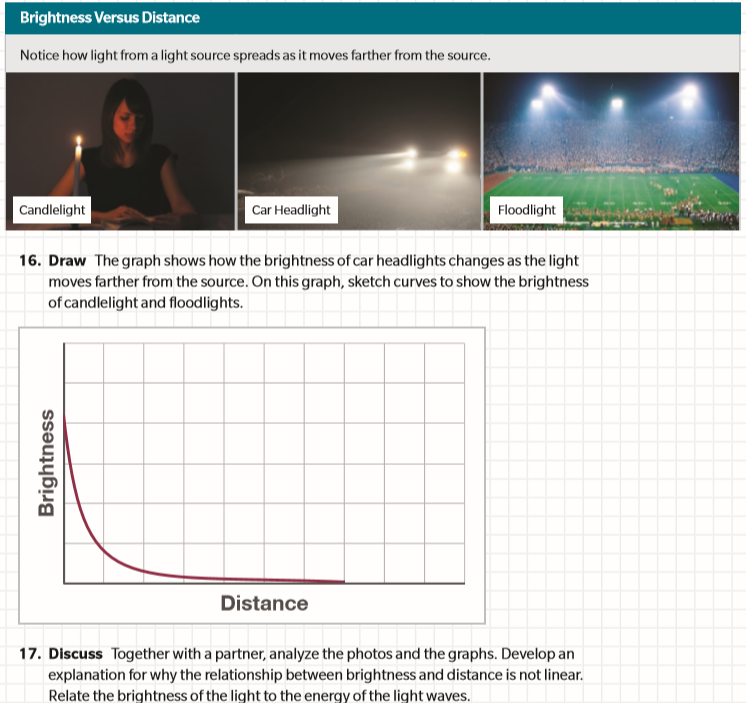 Brightness Versus Distance
Notice how light from a light source spreads as it moves farther from the source.
Candlelight
Car Headlight
Floodlight
16. Draw The graph shows how the brightness of car headlights changes as the light
moves farther from the source. On this graph, sketch curves to show the brightness
of candlelight and floodlights.
Brightness
Distance
17. Discuss Together with a partner, analyze the photos and the graphs. Develop an
explanation for why the relationship between brightness and distance is not linear.
Relate the brightness of the light to the energy of the light waves.